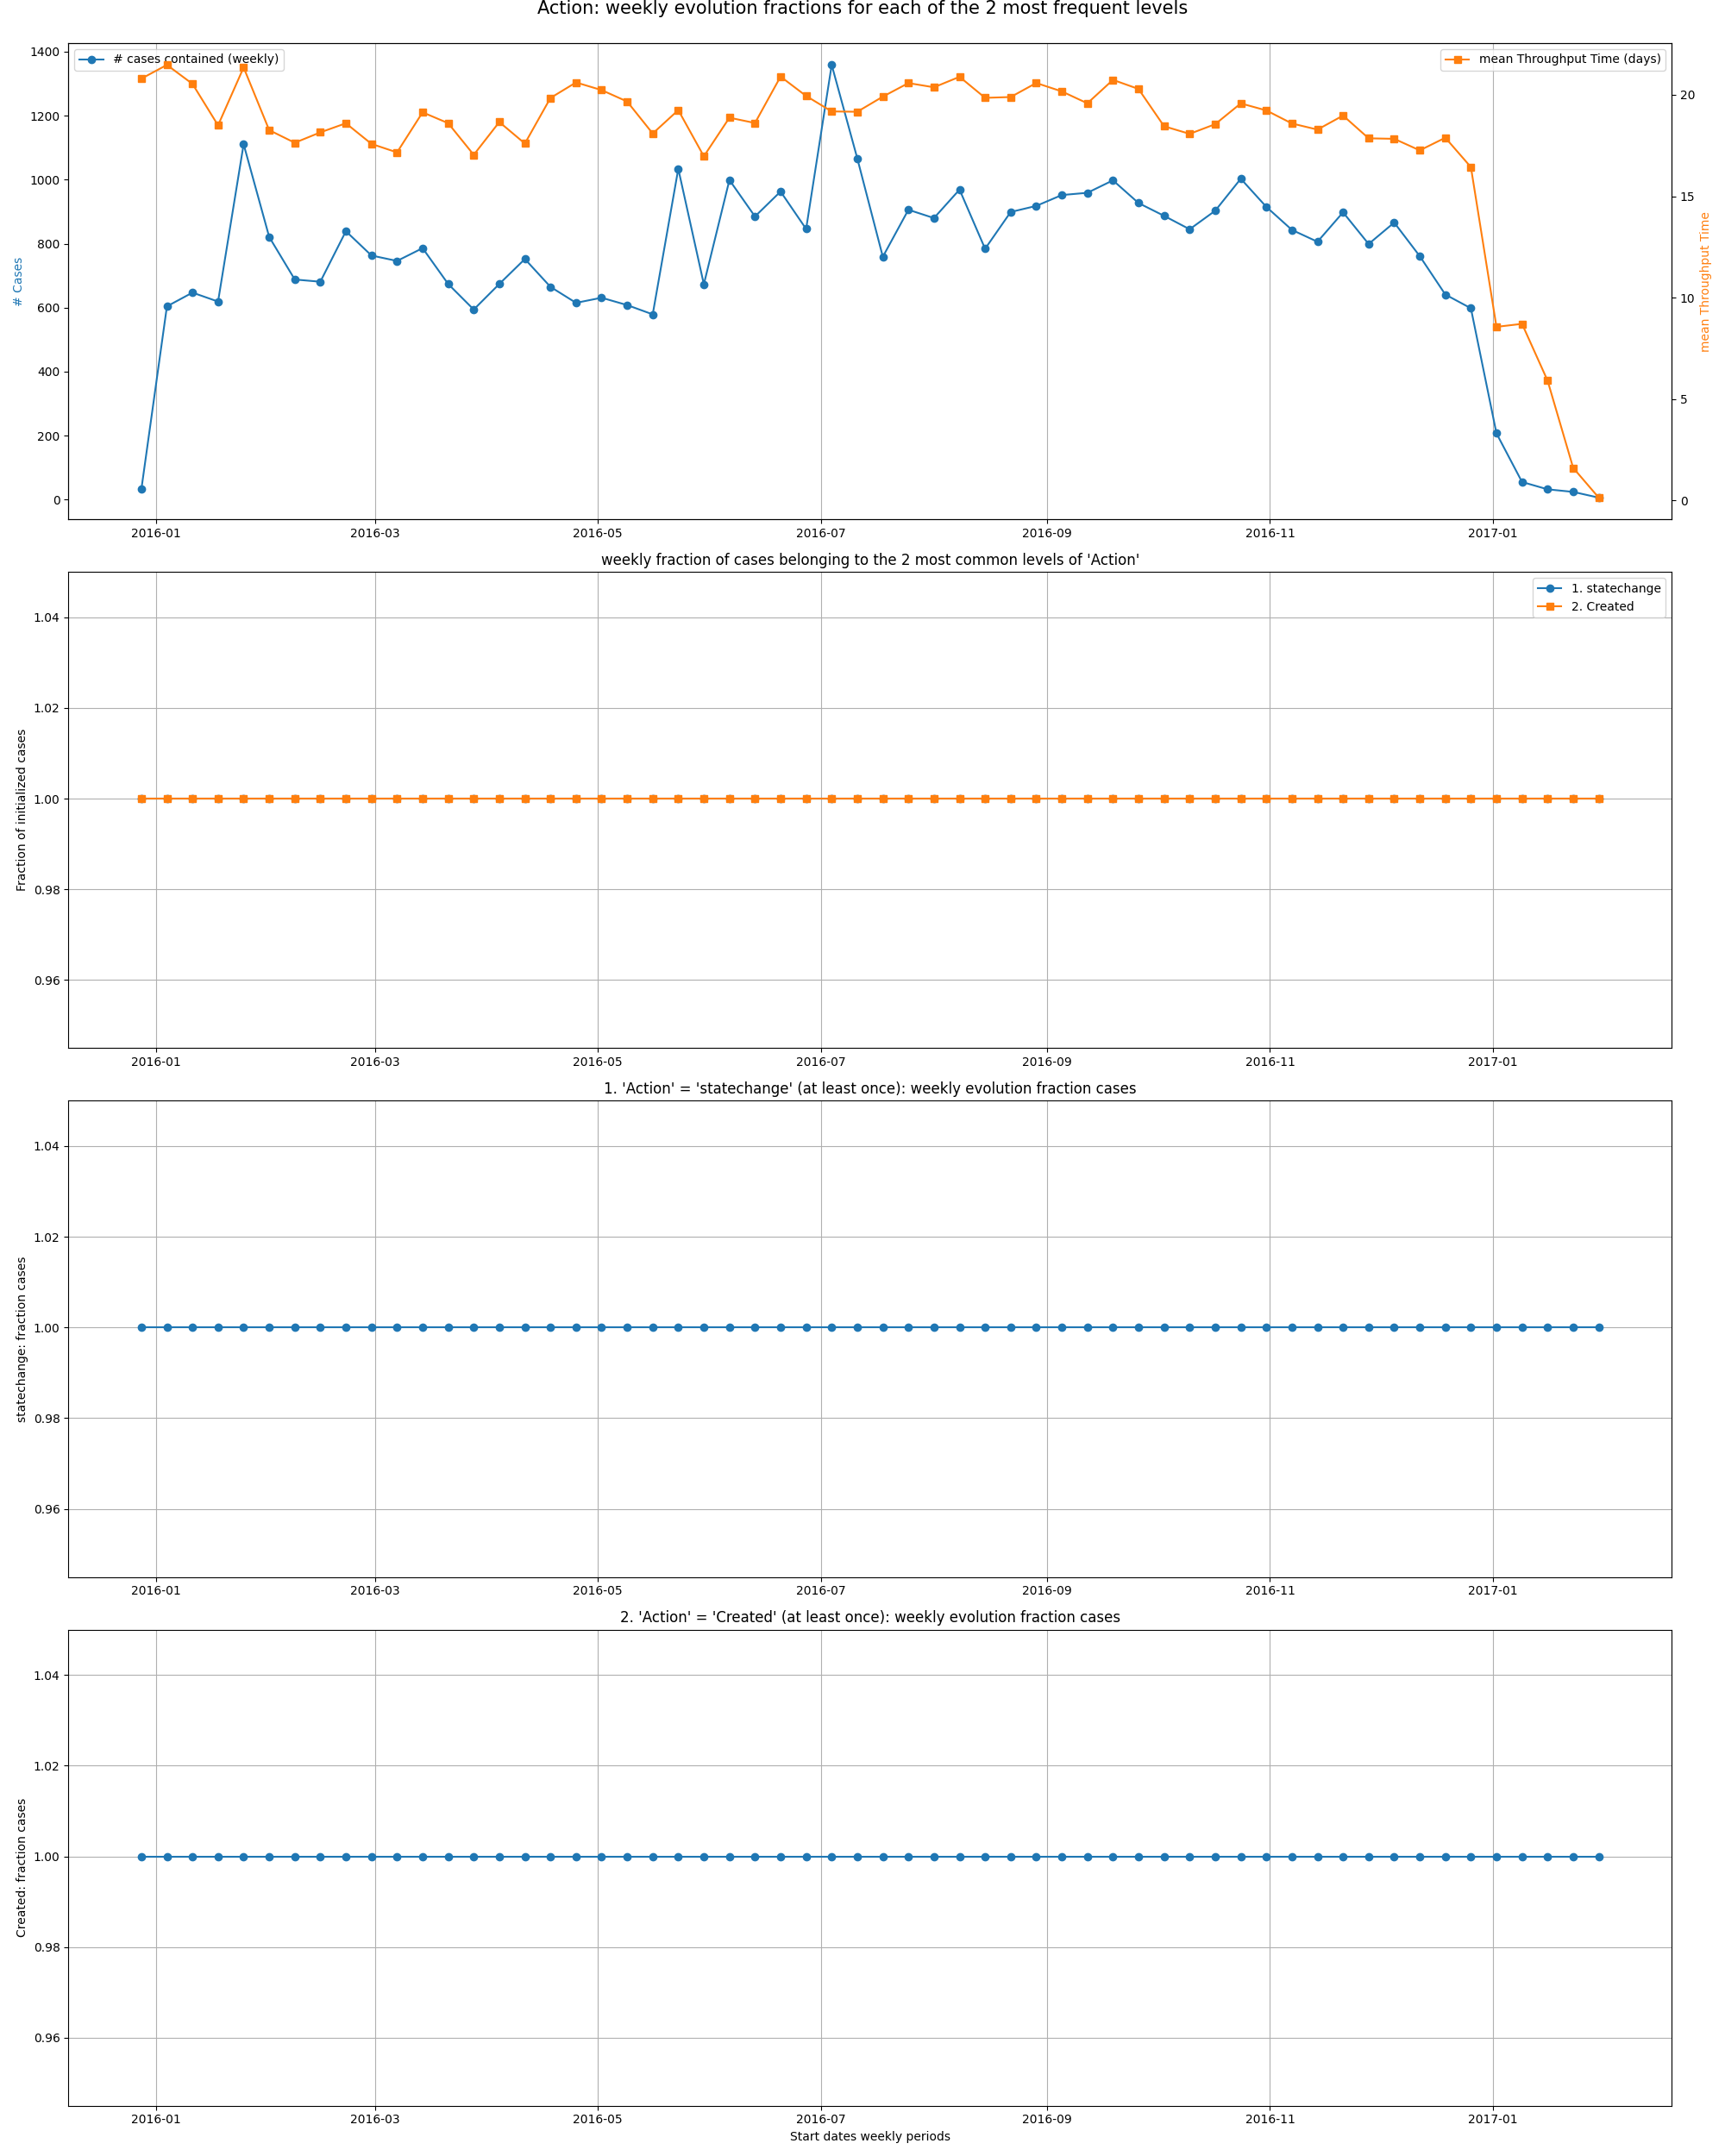 Action: weekly evolution fractions for each of the 2 most frequent levels
# cases contained (weekly)
mean Throughput Time (days)
1400
1200
1000
800
600
400
200
0
# Cases
20
15
10
5
0
mean Throughput Time
2016-01 2016-03 2016-05 2016-07 2016-09 2016-11 2017-01
weekly fraction of cases belonging to the 2 most common levels of 'Action'
1. statechange
2. Created
1.04
1.02
1.00
0.98
0.96
Fraction of initialized cases
2016-01 2016-03 2016-05 2016-07 2016-09 2016-11 2017-01
1. 'Action' = 'statechange' (at least once): weekly evolution fraction cases
1.04
1.02
1.00
0.98
0.96
statechange: fraction cases
2016-01 2016-03 2016-05 2016-07 2016-09 2016-11 2017-01
2. 'Action' = 'Created' (at least once): weekly evolution fraction cases
1.04
1.02
1.00
0.98
0.96
Created: fraction cases
2016-01 2016-03 2016-05 2016-07 2016-09 2016-11 2017-01
Start dates weekly periods